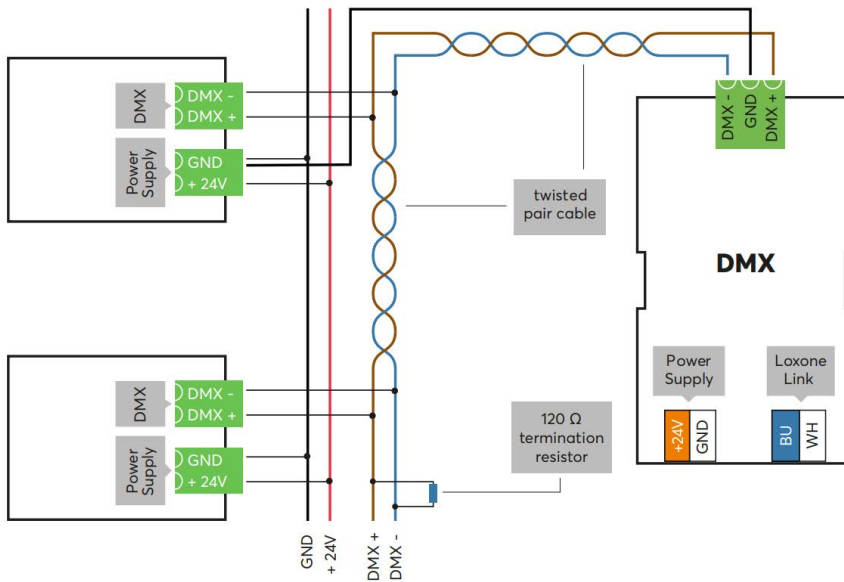 DMX
DMX -
DMX +
Power
Supply
GND
+ 24V
DMX -
GND
DMX +
twisted
pair cable
DMX
Power
Supply
Loxone
Link
+24V
GND
BU
WH
DMX
DMX -
DMX +
Power
Supply
GND
+ 24V
120 Ω
termination
resistor
GND
+ 24V
DMX +
DMX -